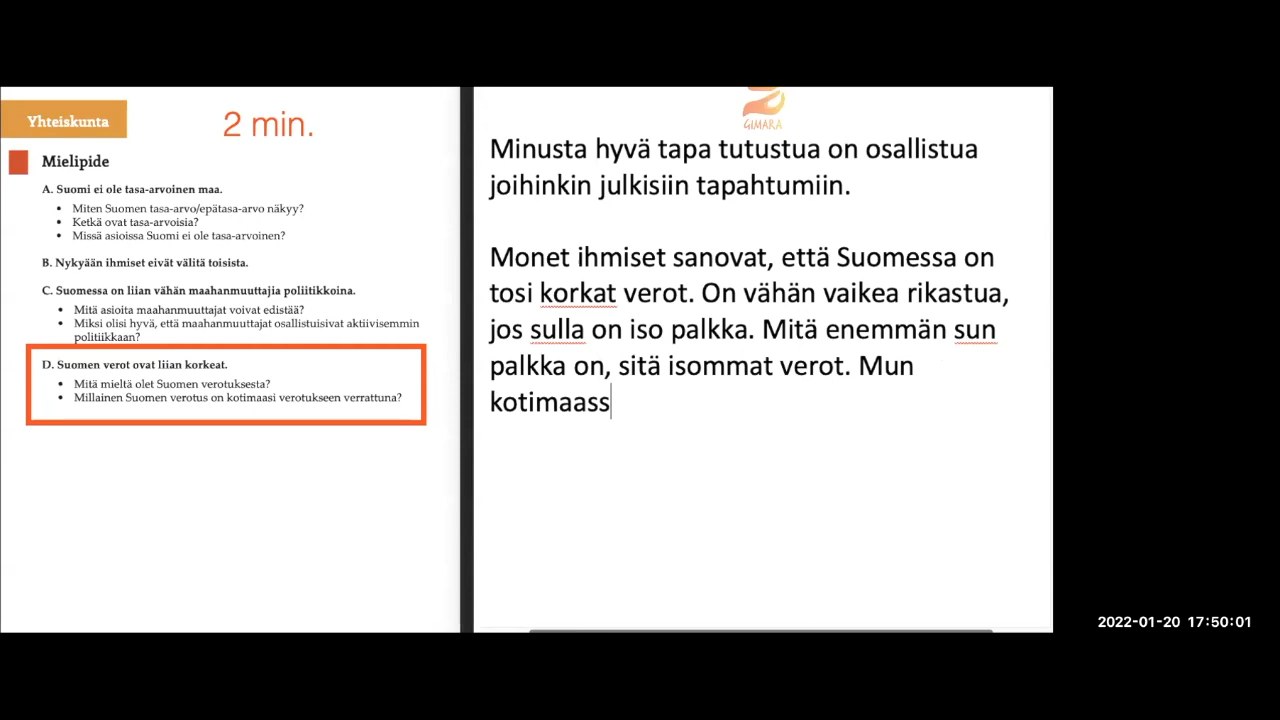 Yhteiskunta
2 min.
Mielipide
A. Suomi ei ole tasa-arvoinen maa.
• Miten Suomen tasa-arvo/epätasa-arvo näkyy?
• Ketkä ovat tasa-arvoisia?
• Missä asioissa Suomi ei ole tasa-arvoinen?
B. Nykyään ihmiset eivät välitä toisista.
C. Suomessa on liian vähän maahanmuuttajia poliitikkoina.
• Mitä asioita maahanmuuttajat voivat edistää?
• Miksi olisi hyvä, että maahanmuuttajat osallistuisivat aktiivisemmin
politiikkaan?
D. Suomen verot ovat liian korkeat.
• Mitä mieltä olet Suomen verotuksesta?
• Millainen Suomen verotus on kotimaasi verotukseen verrattuna?
GIMARA
Minusta hyvä tapa tutustua on osallistua
joihinkin julkisiin tapahtumiin.
Monet ihmiset sanovat, että Suomessa on
tosi korkat verot. On vähän vaikea rikastua,
jos sulla on iso palkka. Mitä enemmän sun
palkka on, sitä isommat verot. Mun
kotimaass
2022-01-20 17:50:01